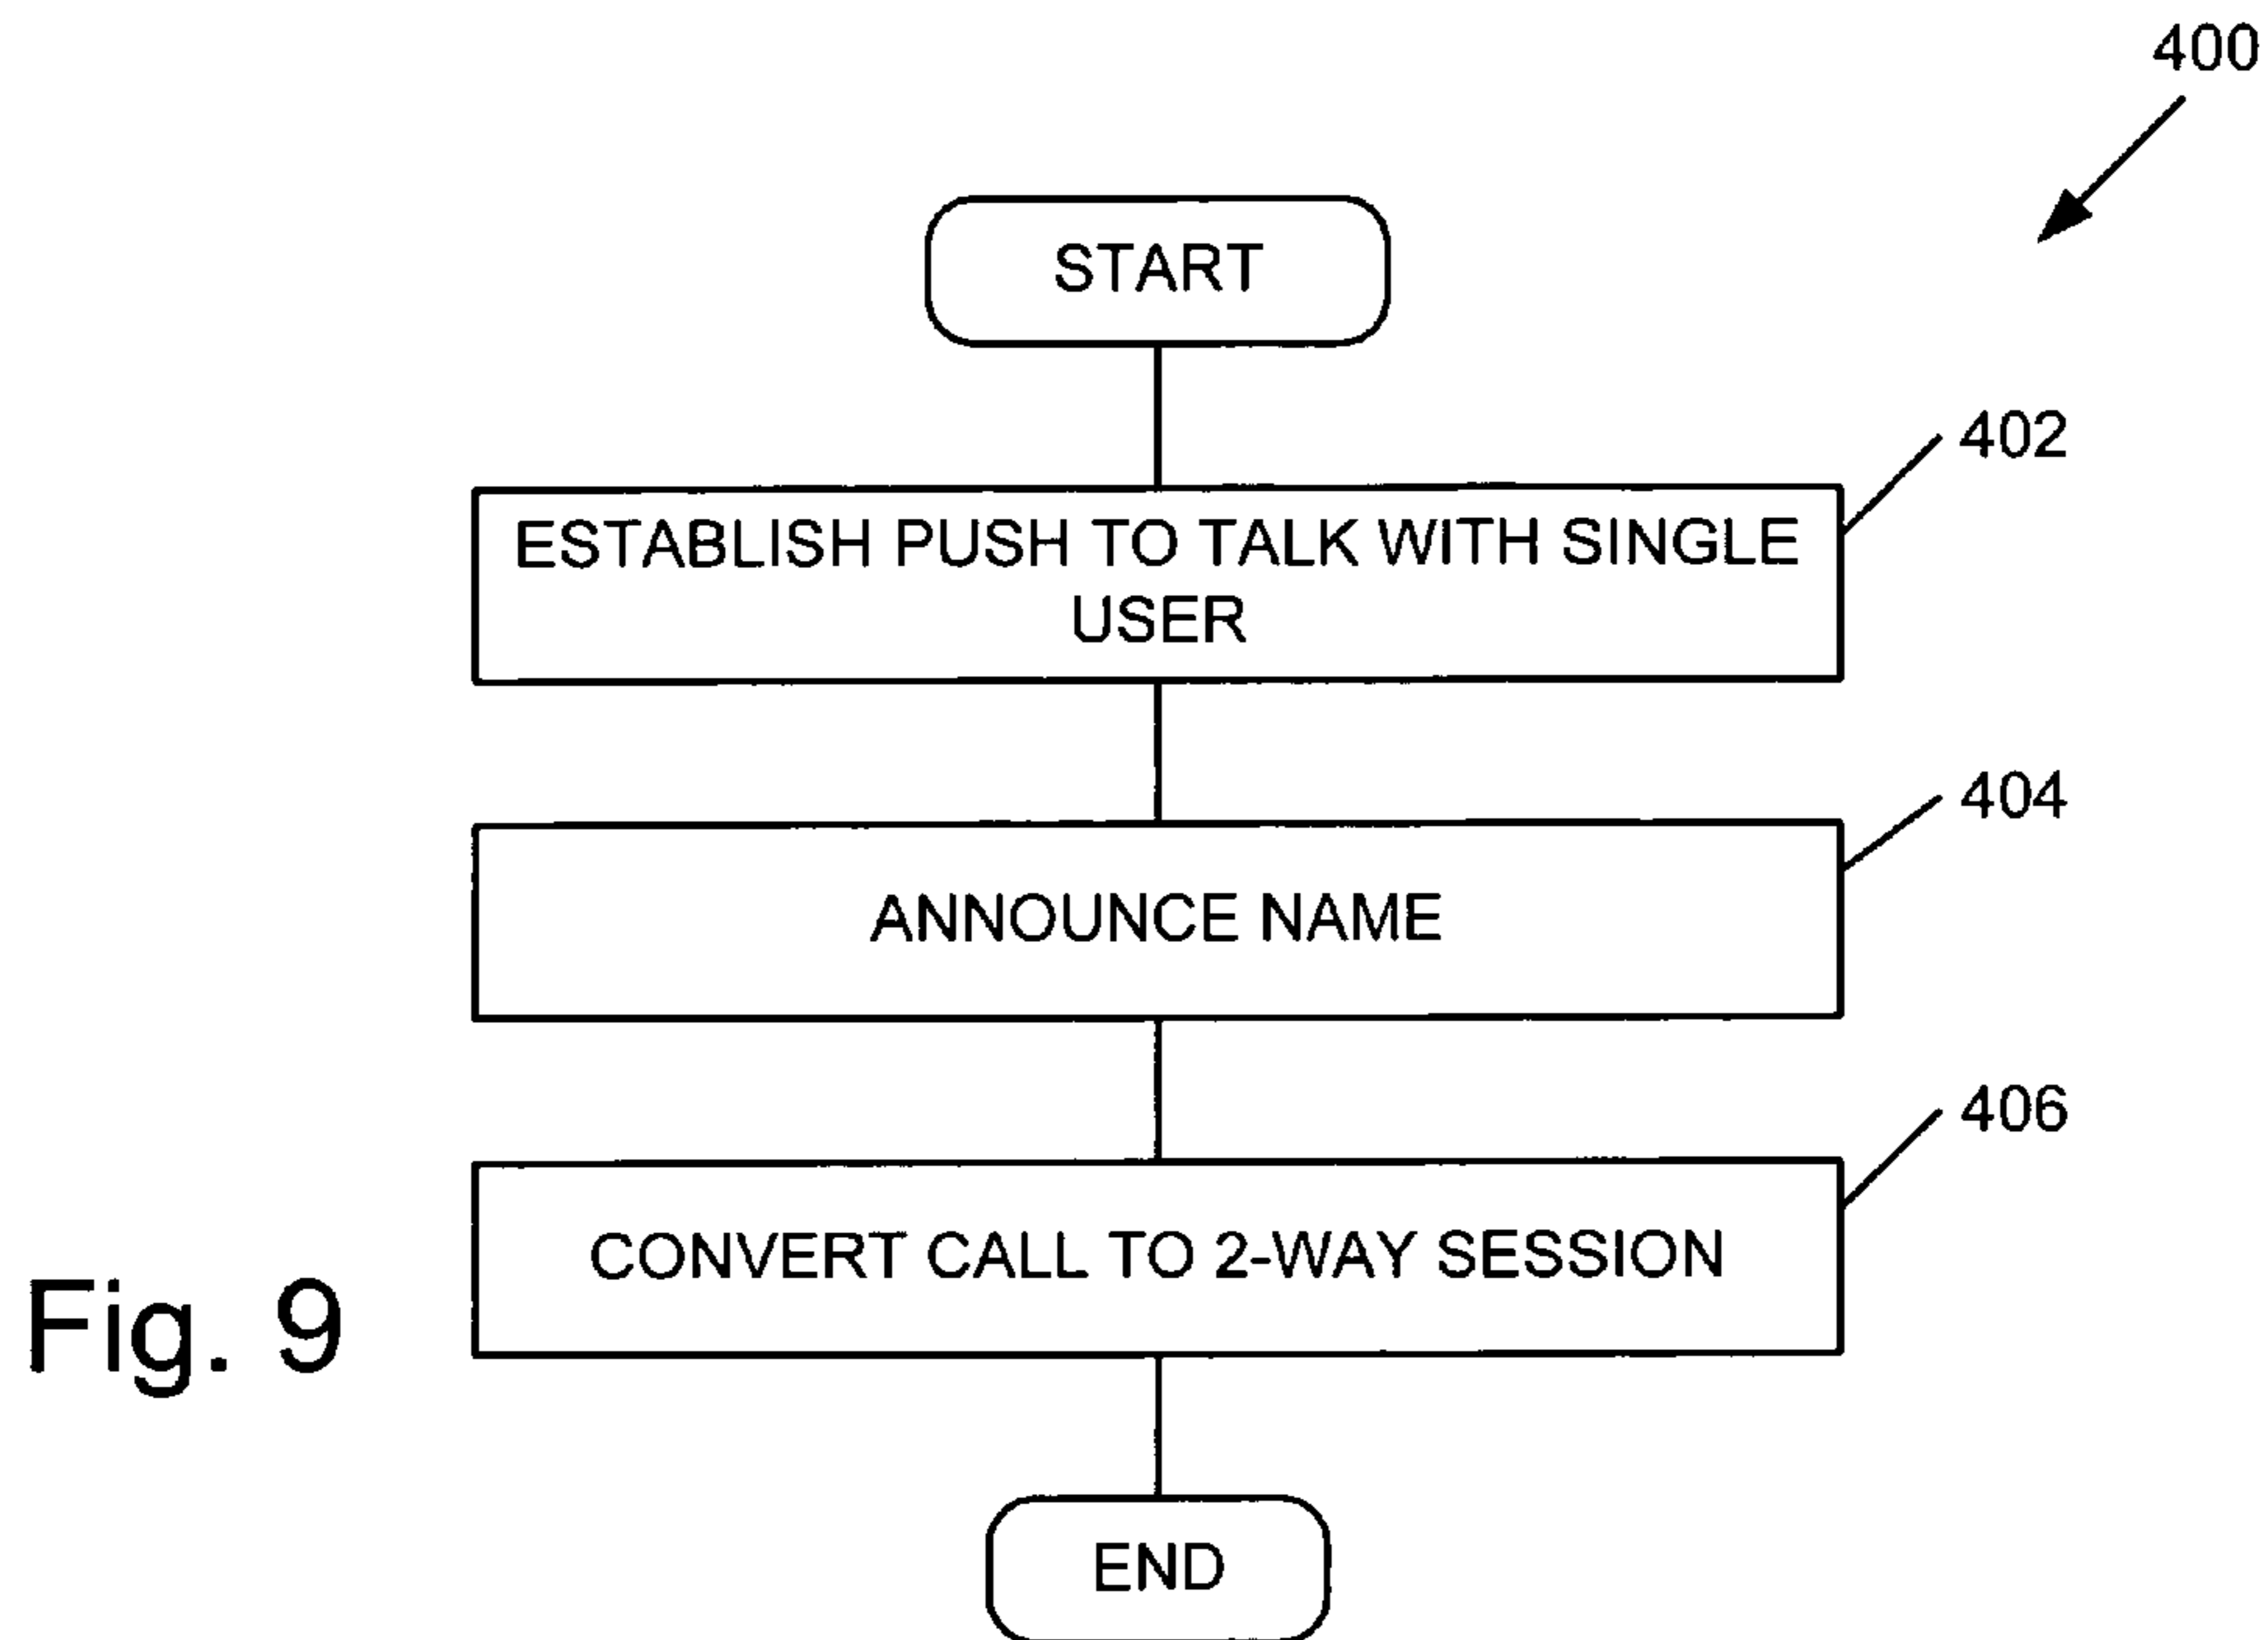 400
START
402
ESTABLISH PUSH TO TALK WITH SINGLE
USER
404
ANNOUNCE NAME
406
CONVERT CALL TO 2-WAY SESSION
Fig. 9
END